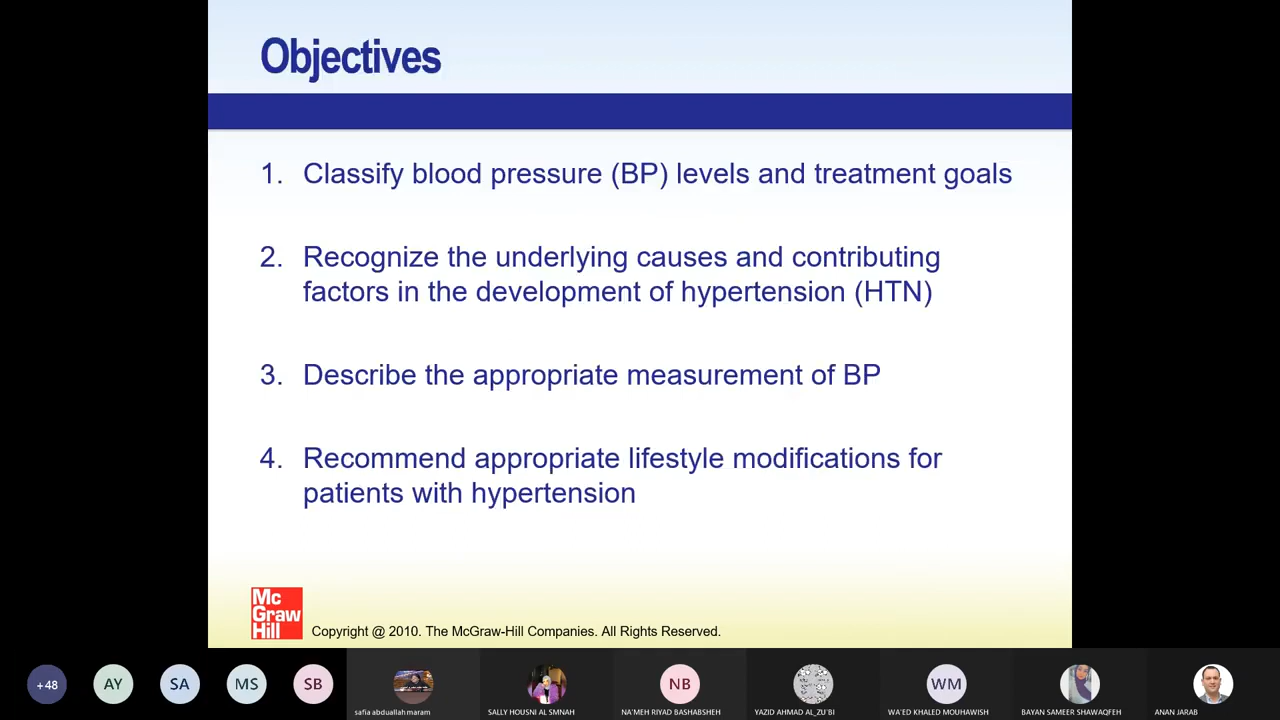 Objectives
1. Classify blood pressure (BP) levels and treatment goals
2. Recognize the underlying causes and contributing
factors in the development of hypertension (HTN)
3. Describe the appropriate measurement of BP
4. Recommend appropriate lifestyle modifications for
patients with hypertension
Mc
Graw
Hill
Copyright @ 2010. The McGraw-Hill Companies. All Rights Reserved.
+48
AY
SA
MS
SB
NB
WM
safia abduallah maram
SALLY HOUSNI AL SMNAH
NA'MEH RIYAD BASHABSHEH
YAZID AHMAD AL_ZU'BI
WA'ED KHALED MOUHAWISH
BAYAN SAMEER SHAWAQFEH
ANAN JARAB